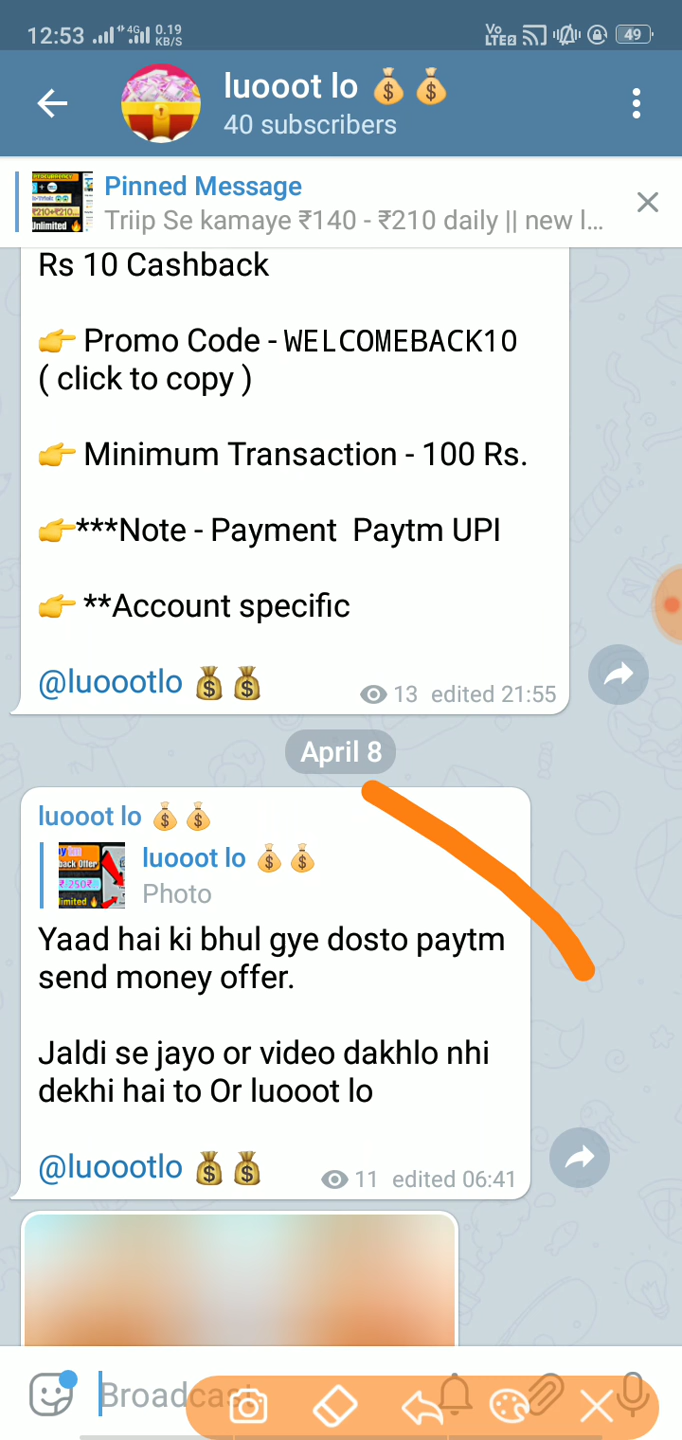 12:53 4G 0.19 KB/S Vo LTE2 49
luooot lo 💰 💰
40 subscribers
Pinned Message
Triip Se kamaye ₹140 - ₹210 daily || new l...
Rs 10 Cashback
👉 Promo Code - WELCOMEBACK10
( click to copy )
👉 Minimum Transaction - 100 Rs.
👉***Note - Payment Paytm UPI
👉 **Account specific
@luoootlo 💰 💰
13 edited 21:55
April 8
luooot lo 💰 💰
luooot lo 💰 💰
Photo
Yaad hai ki bhul gye dosto paytm
send money offer.
Jaldi se jayo or video dakhlo nhi
dekhi hai to Or luooot lo
@luoootlo 💰 💰
11 edited 06:41
Broadcast